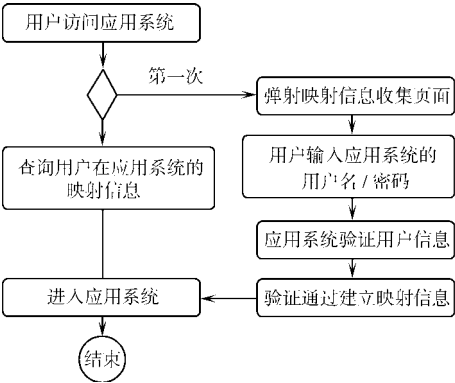 用户访问应用系统
第一次
弹射映射信息收集页面
查询用户在应用系统的
映射信息
用户输入应用系统的
用户名/密码
应用系统验证用户信息
进入应用系统
验证通过建立映射信息
结束